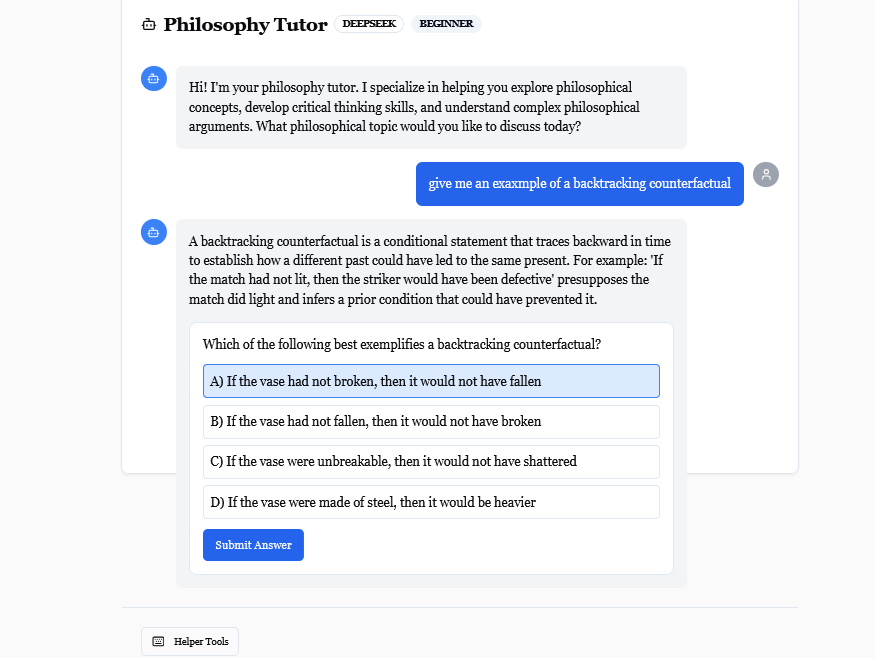 Philosophy Tutor DEEPSEEK BEGINNER
Hi! I'm your philosophy tutor. I specialize in helping you explore philosophical
concepts, develop critical thinking skills, and understand complex philosophical
arguments. What philosophical topic would you like to discuss today?
give me an exaxmple of a backtracking counterfactual
A backtracking counterfactual is a conditional statement that traces backward in time
to establish how a different past could have led to the same present. For example: 'If
the match had not lit, then the striker would have been defective' presupposes the
match did light and infers a prior condition that could have prevented it.
Which of the following best exemplifies a backtracking counterfactual?
A) If the vase had not broken, then it would not have fallen
B) If the vase had not fallen, then it would not have broken
C) If the vase were unbreakable, then it would not have shattered
D) If the vase were made of steel, then it would be heavier
Submit Answer
Helper Tools